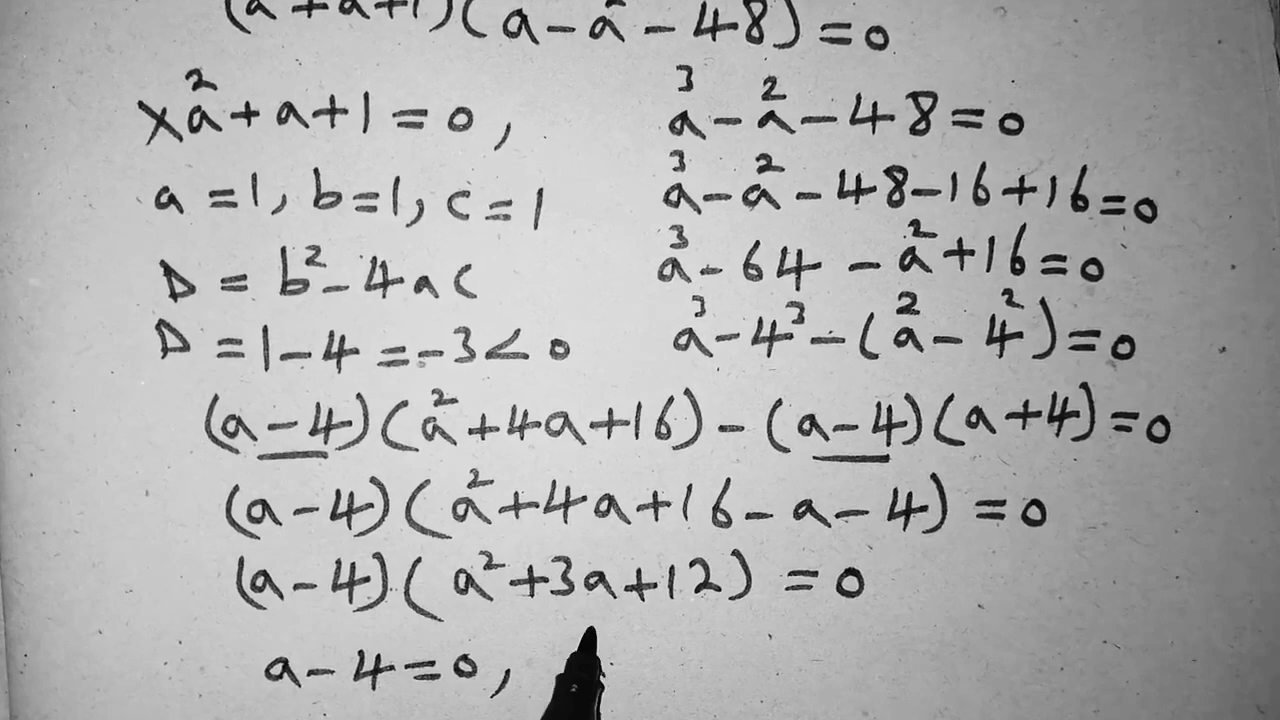 (a²+a+1)(a³-a²-48)=0
×a²+a+1=0, a³-a²-48=0
a=1, b=1, c=1 a³-a²-48-16+16=0
D=b²-4ac a³-64-a²+16=0
D=1-4=-3<0 a³-4³-(a²-4²)=0
(a-4)(a²+4a+16)-(a-4)(a+4)=0
(a-4)(a²+4a+16-a-4)=0
(a-4)(a²+3a+12)=0
a-4=0,